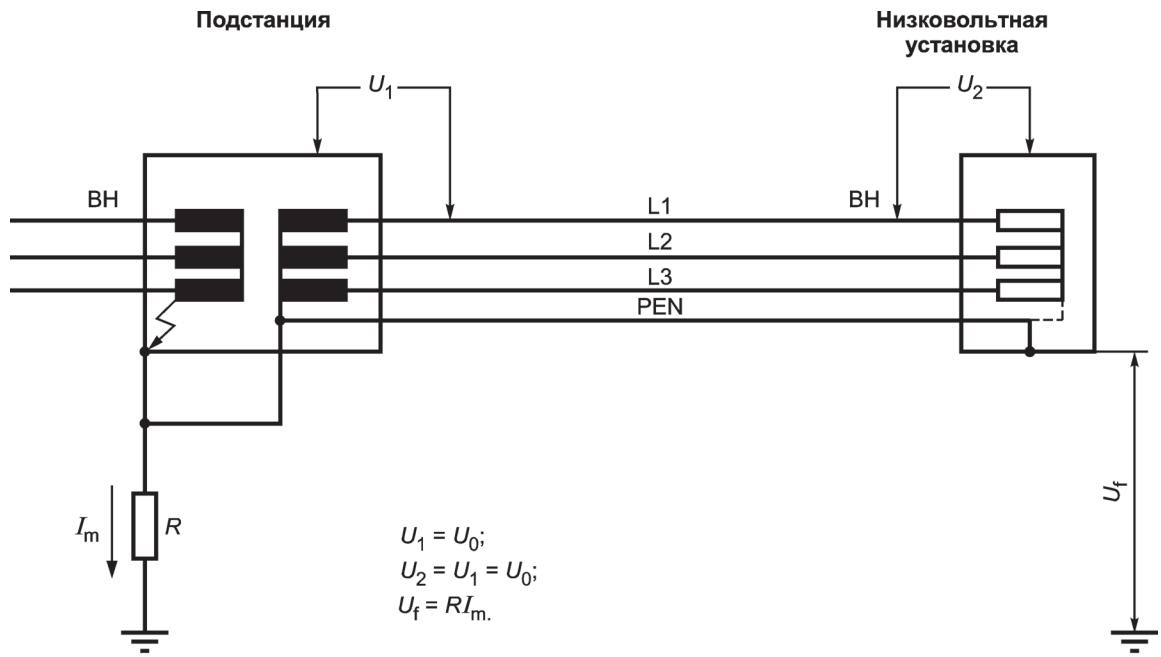 Подстанция
Низковольтная
установка
U1
U2
ВН
L1
ВН
L2
L3
PEN
Uf
Im
R
U1 = U0;
U2 = U1 = U0;
Uf = RIm.